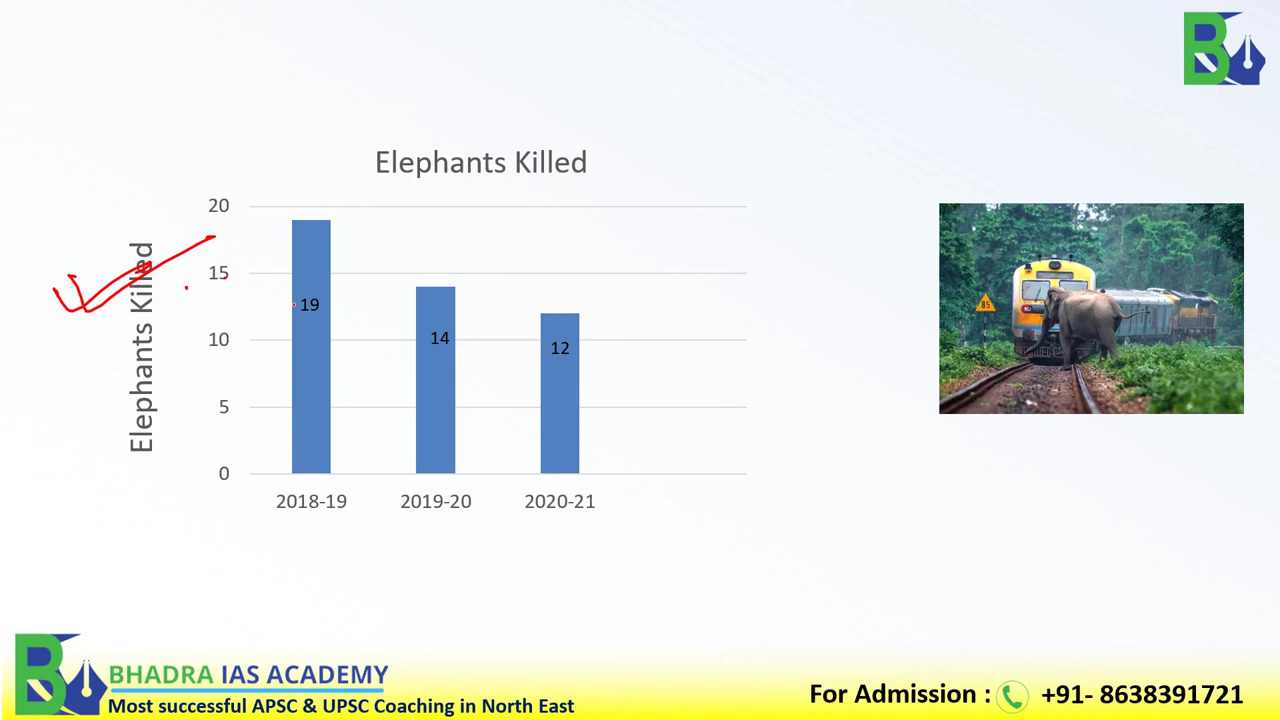 Elephants Killed
Elephants Killed
20
15
10
5
0
19
14
12
2018-19
2019-20
2020-21
85
BHADRA IAS ACADEMY
Most successful APSC & UPSC Coaching in North East
For Admission : +91- 8638391721